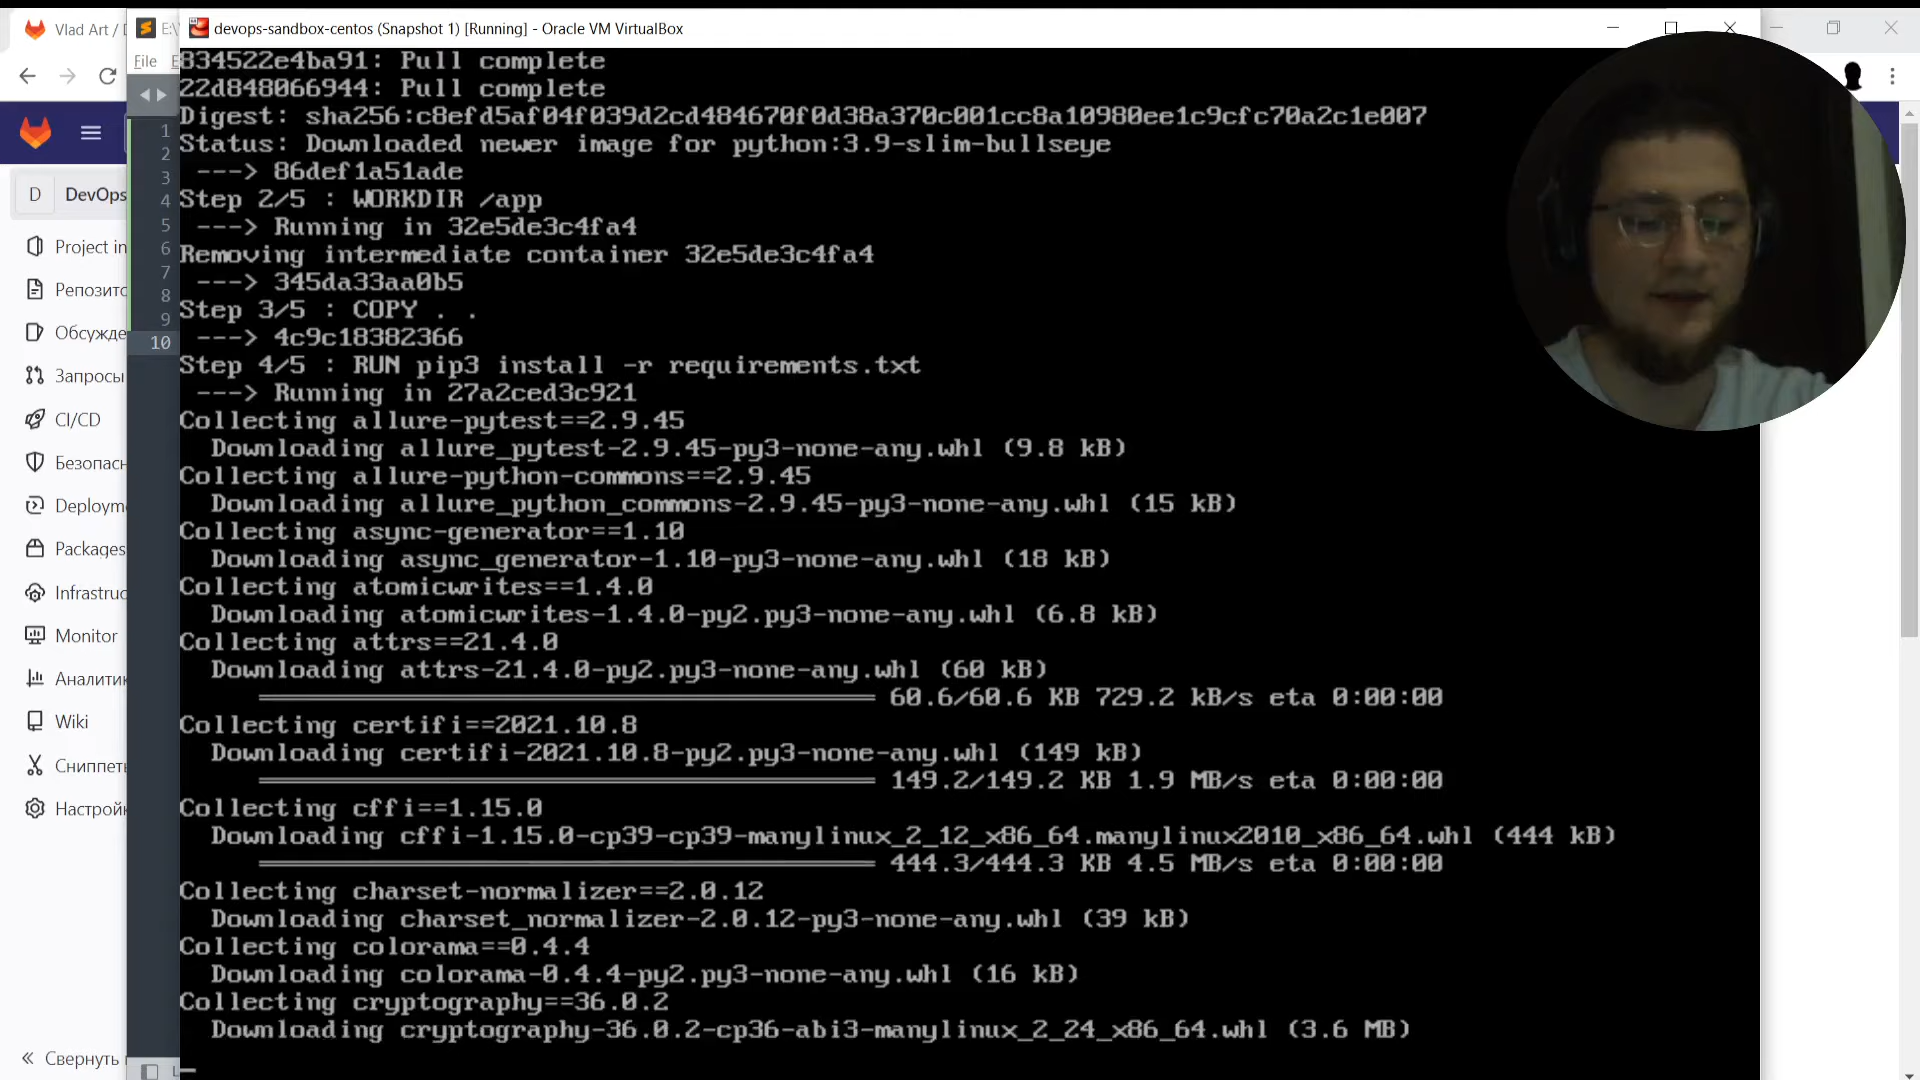 Vlad Art / D
E:\
devops-sandbox-centos (Snapshot 1) [Running] - Oracle VM VirtualBox
File
834522e4ba91: Pull complete
22d848066944: Pull complete
Digest: sha256:c8efd5af04f039d2cd484670f0d38a370c001cc8a10980ee1c9cfc70a2c1e007
Status: Downloaded newer image for python:3.9-slim-bullseye
---> 86def1a51ade
Step 2/5 : WORKDIR /app
---> Running in 32e5de3c4fa4
Removing intermediate container 32e5de3c4fa4
---> 345da33aa0b5
Step 3/5 : COPY . .
---> 4c9c18382366
Step 4/5 : RUN pip3 install -r requirements.txt
---> Running in 27a2ced3c921
Collecting allure-pytest==2.9.45
Downloading allure_pytest-2.9.45-py3-none-any.whl (9.8 kB)
Collecting allure-python-commons==2.9.45
Downloading allure_python_commons-2.9.45-py3-none-any.whl (15 kB)
Collecting async-generator==1.10
Downloading async_generator-1.10-py3-none-any.whl (18 kB)
Collecting atomicwrites==1.4.0
Downloading atomicwrites-1.4.0-py2.py3-none-any.whl (6.8 kB)
Collecting attrs==21.4.0
Downloading attrs-21.4.0-py2.py3-none-any.whl (60 kB)
60.6/60.6 KB 729.2 kB/s eta 0:00:00
Collecting certifi==2021.10.8
Downloading certifi-2021.10.8-py2.py3-none-any.whl (149 kB)
149.2/149.2 KB 1.9 MB/s eta 0:00:00
Collecting cffi==1.15.0
Downloading cffi-1.15.0-cp39-cp39-manylinux_2_12_x86_64.manylinux2010_x86_64.whl (444 kB)
444.3/444.3 KB 4.5 MB/s eta 0:00:00
Collecting charset-normalizer==2.0.12
Downloading charset_normalizer-2.0.12-py3-none-any.whl (39 kB)
Collecting colorama==0.4.4
Downloading colorama-0.4.4-py2.py3-none-any.whl (16 kB)
Collecting cryptography==36.0.2
Downloading cryptography-36.0.2-cp36-abi3-manylinux_2_24_x86_64.whl (3.6 MB)
1
2
3
4
5
6
7
8
9
10
D DevOps
Project in
Репозито
Обсужде
Запросы
CI/CD
Безопасн
Deployme
Packages
Infrastruc
Monitor
Аналитик
Wiki
Сниппеты
Настройк
Свернуть